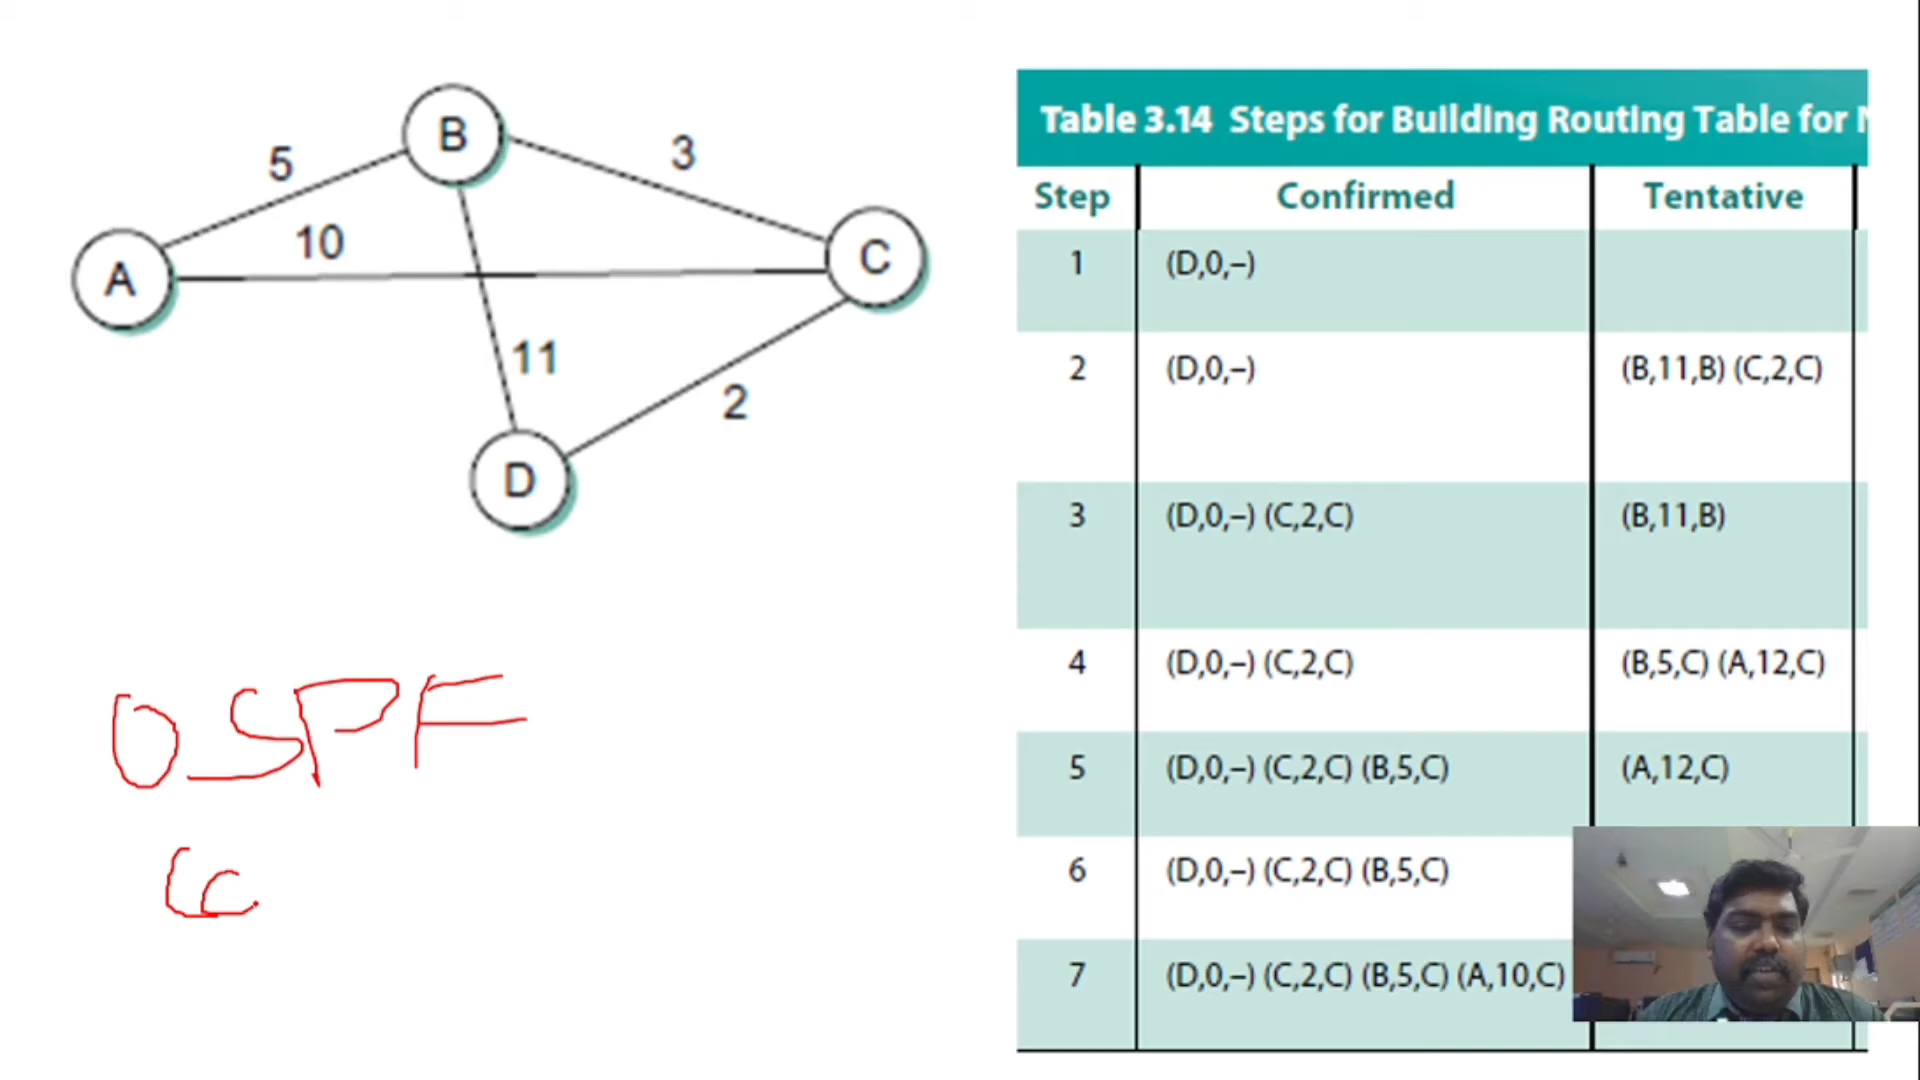 B
5
3
10
A
C
11
2
D
OSPF
Table 3.14 Steps for Building Routing Table for
Step Confirmed Tentative
1 (D,0,–)
2 (D,0,–) (B,11,B) (C,2,C)
3 (D,0,–) (C,2,C) (B,11,B)
4 (D,0,–) (C,2,C) (B,5,C) (A,12,C)
5 (D,0,–) (C,2,C) (B,5,C) (A,12,C)
6 (D,0,–) (C,2,C) (B,5,C)
7 (D,0,–) (C,2,C) (B,5,C) (A,10,C)